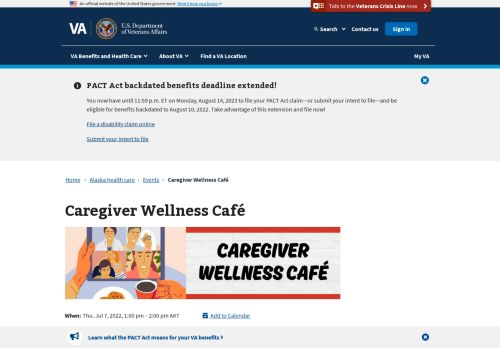 An official website of the United States government Here's how you know
Talk to the Veterans Crisis Line now
VA
U.S. Department
of Veterans Affairs
Search
Contact us
Sign in
VA Benefits and Health Care
About VA
Find a VA Location
My VA
PACT Act backdated benefits deadline extended!
You now have until 11:59 p.m. ET on Monday, August 14, 2023 to file your PACT Act claim—or submit your intent to file—and be
eligible for benefits backdated to August 10, 2022. Take advantage of this extension and file now!
File a disability claim online
Submit your intent to file
Home › Alaska health care › Events › Caregiver Wellness Café
Caregiver Wellness Café
CAREGIVER
WELLNESS CAFÉ
When: Thu. Jul 7, 2022, 1:00 pm – 2:00 pm AKT
Add to Calendar
Learn what the PACT Act means for your VA benefits >